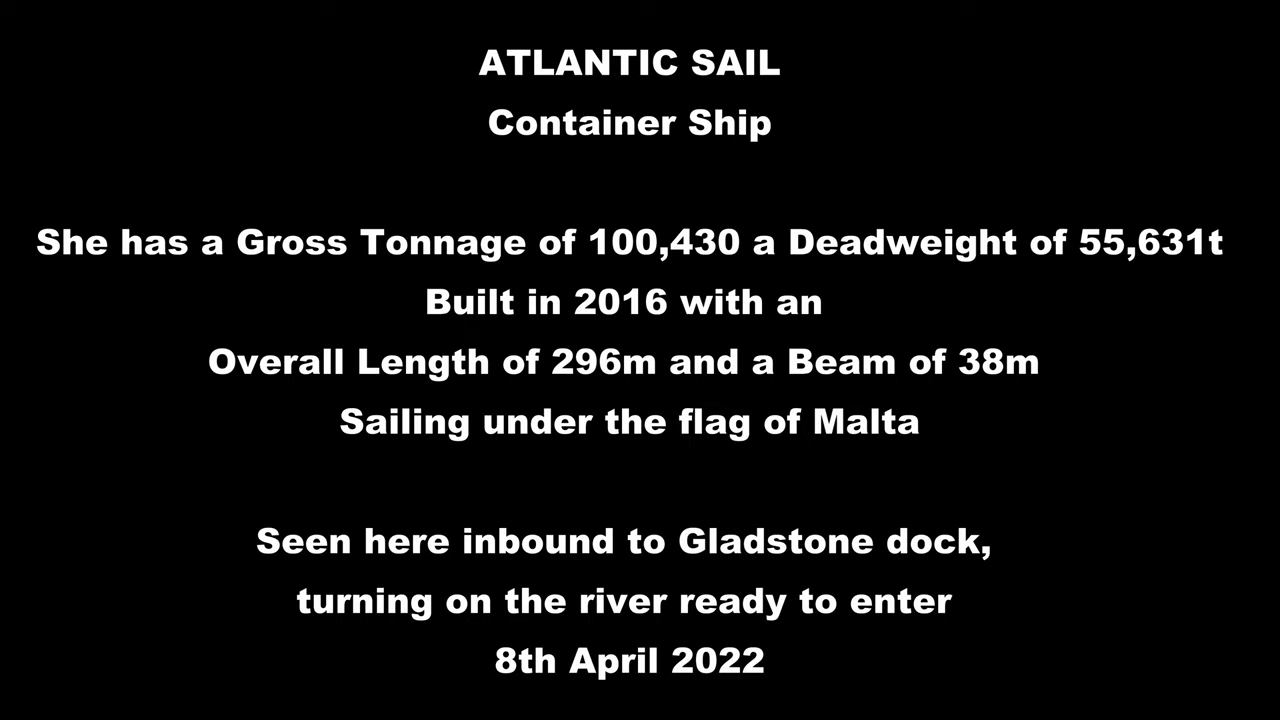 ATLANTIC SAIL
Container Ship
She has a Gross Tonnage of 100,430 a Deadweight of 55,631t
Built in 2016 with an
Overall Length of 296m and a Beam of 38m
Sailing under the flag of Malta
Seen here inbound to Gladstone dock,
turning on the river ready to enter
8th April 2022